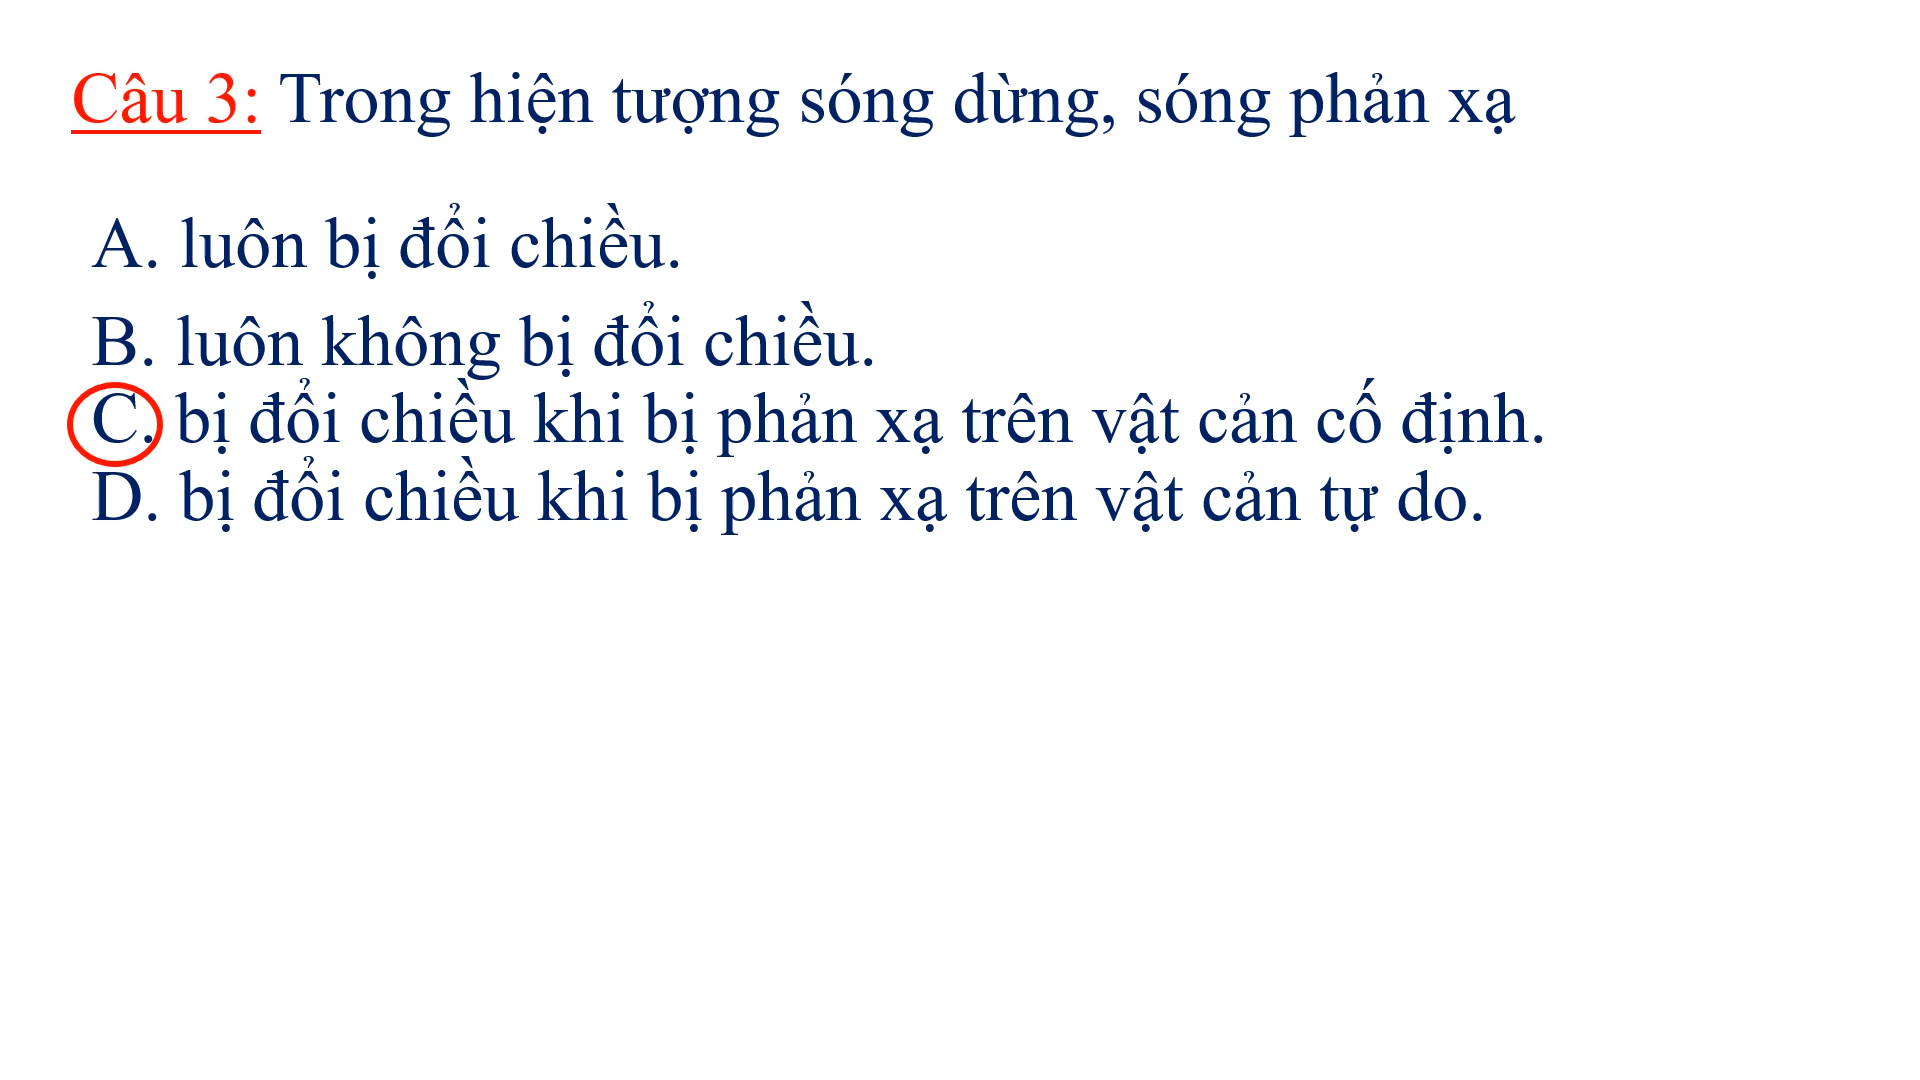 Câu 3: Trong hiện tượng sóng dừng, sóng phản xạ
A. luôn bị đổi chiều.
B. luôn không bị đổi chiều.
C. bị đổi chiều khi bị phản xạ trên vật cản cố định.
D. bị đổi chiều khi bị phản xạ trên vật cản tự do.